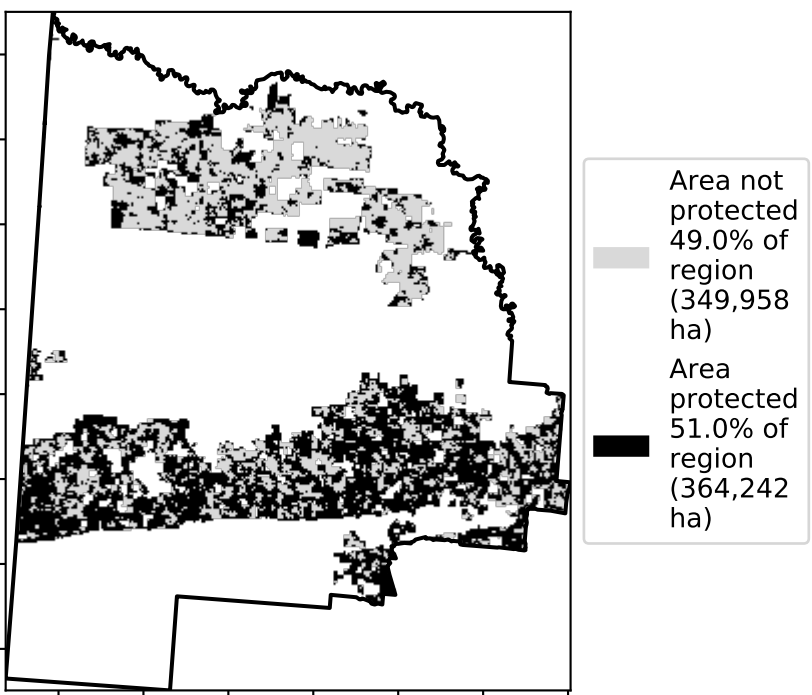 Area not
protected
49.0% of
region
(349,958
ha)
Area
protected
51.0% of
region
(364,242
ha)